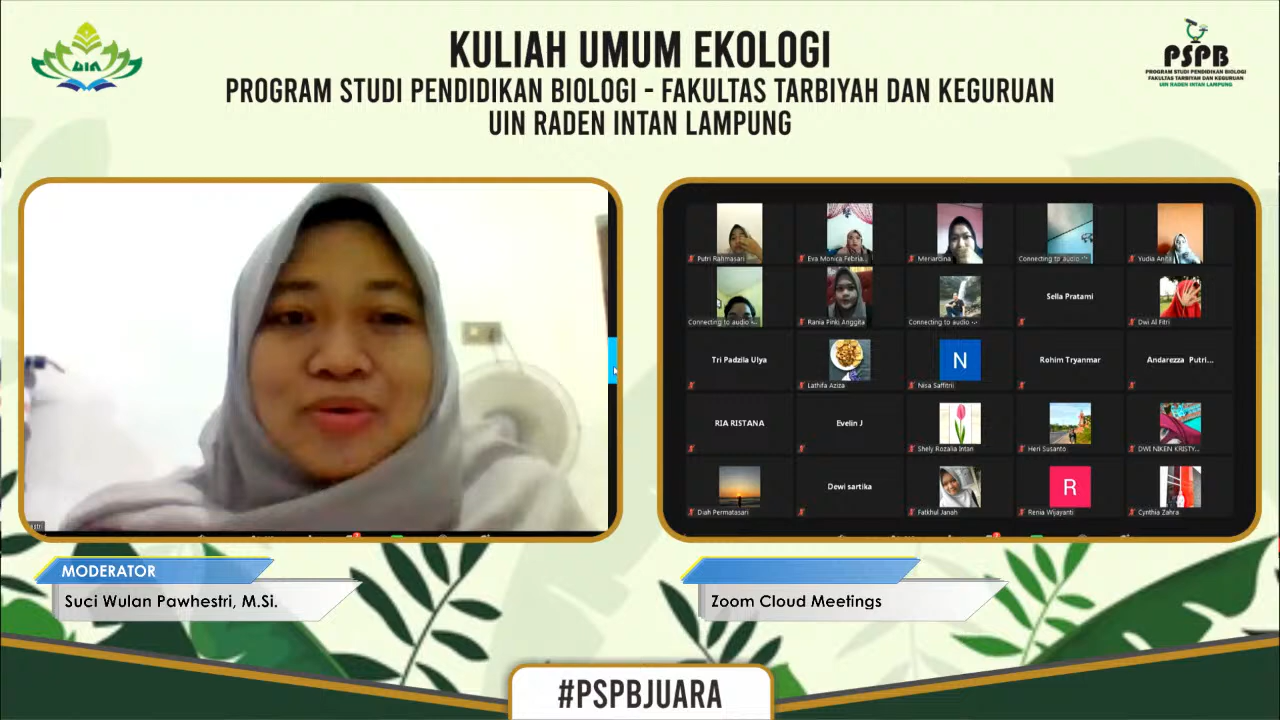 KULIAH UMUM EKOLOGI
PROGRAM STUDI PENDIDIKAN BIOLOGI - FAKULTAS TARBIYAH DAN KEGURUAN
UIN RADEN INTAN LAMPUNG
PSPB
PROGRAM STUDI PENDIDIKAN BIOLOGI
FAKULTAS TARBIYAH DAN KEGURUAN
UIN RADEN INTAN LAMPUNG
Putri Rahmasari
Eva Monica Febria...
Meriardina
Connecting to audio
Yudia Anita
Connecting to audio
Rania Pinki Anggita
Connecting to audio
Sella Pratami
Dwi Al Fitri
Tri Padzila Ulya
Lathifa Aziza
N
Nisa Saffitrii
Rohim Tryanmar
Andarezza Putri...
RIA RISTANA
Evelin J
Shely Rozalia Intan
Heri Susanto
DWI NIKEN KRISTY...
Diah Permatasari
Dewi sartika
Fatkhul Janah
R
Renia Wijayanti
Cynthia Zahra
MODERATOR
Suci Wulan Pawhestri, M.Si.
Zoom Cloud Meetings
#PSPBJUARA